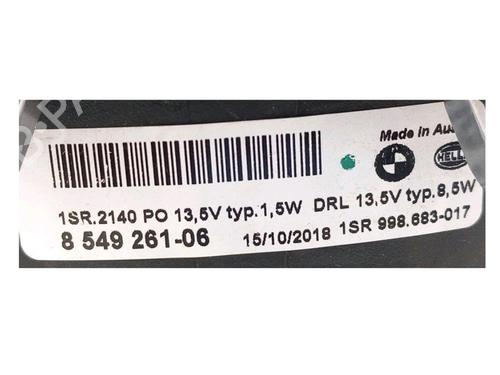 Made in Au
HELL
1SR.2140 PO 13,5V typ.1,5W DRL 13,5V typ.8,5W
8 549 261-06 15/10/2018 1SR 998.683-017